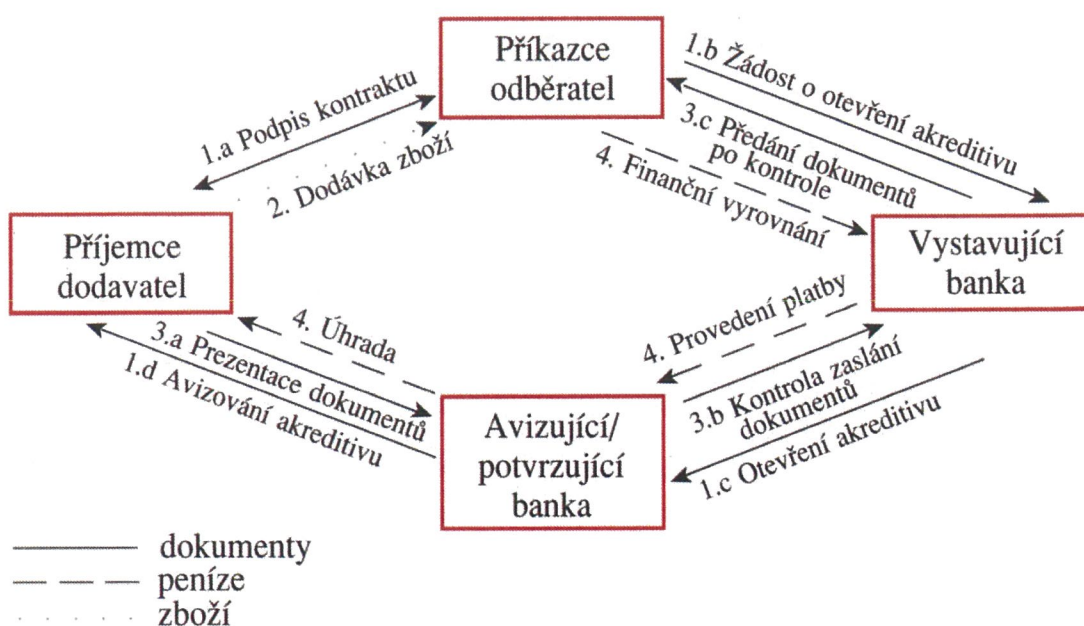 Příkazce
odběratel
1.a Podpis kontraktu
2. Dodávka zboží
1.b Žádost o otevření akreditivu
3.c Předání dokumentů
po kontrole
4. Finanční vyrovnání
Příjemce
dodavatel
Vystavující
banka
4. Úhrada
3.a Prezentace dokumentů
1.d Avizování akreditivu
4. Provedení platby
3.b Kontrola zaslání
dokumentů
1.c Otevření akreditivu
Avizující/
potvrzující
banka
dokumenty
peníze
zboží